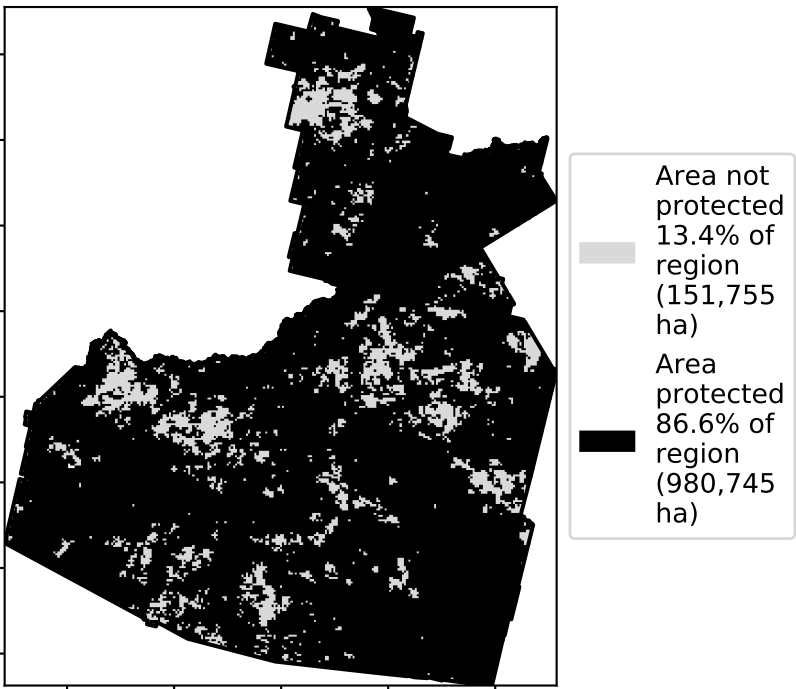 Area not
protected
13.4% of
region
(151,755
ha)
Area
protected
86.6% of
region
(980,745
ha)